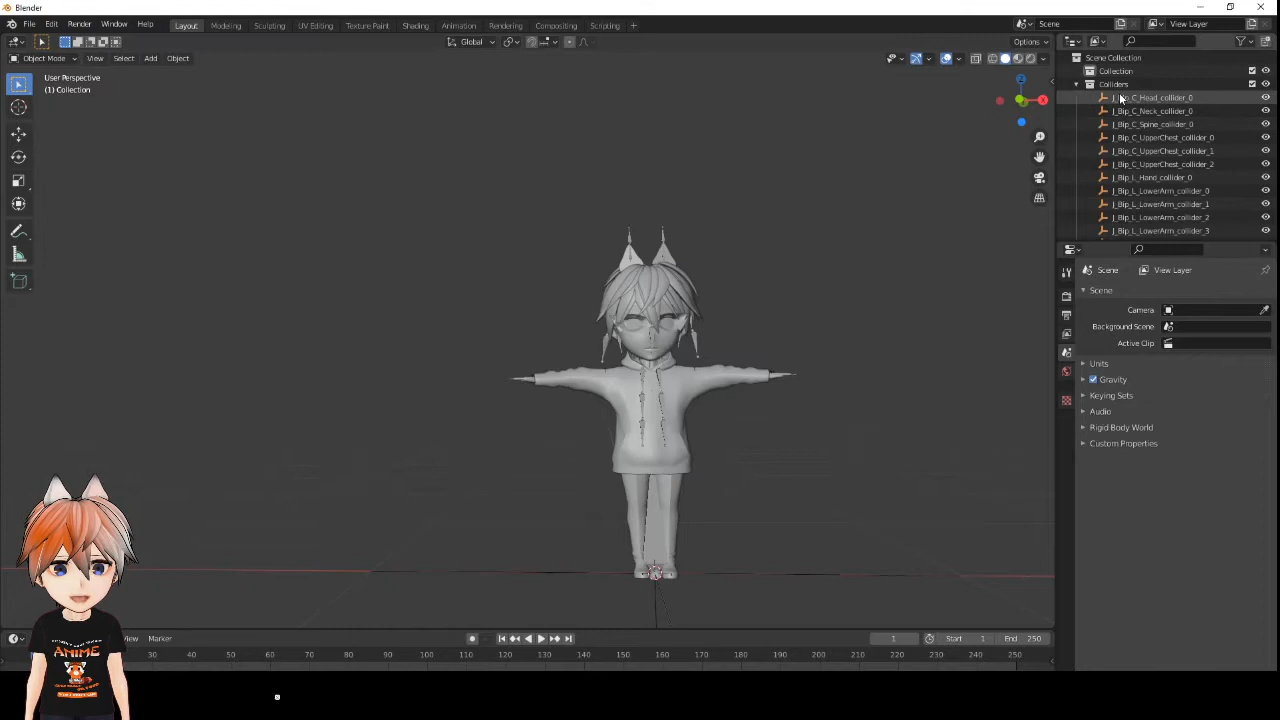 Blender
File Edit Render Window Help
Layout Modeling Sculpting UV Editing Texture Paint Shading Animation Rendering Compositing Scripting +
Scene
View Layer
Global
Options
Object Mode View Select Add Object
User Perspective
(1) Collection
X
Scene Collection
Collection
Colliders
J_Bip_C_Head_collider_0
J_Bip_C_Neck_collider_0
J_Bip_C_Spine_collider_0
J_Bip_C_UpperChest_collider_0
J_Bip_C_UpperChest_collider_1
J_Bip_C_UpperChest_collider_2
J_Bip_L_Hand_collider_0
J_Bip_L_LowerArm_collider_0
J_Bip_L_LowerArm_collider_1
J_Bip_L_LowerArm_collider_2
J_Bip_L_LowerArm_collider_3
Scene View Layer
Scene
Camera
Background Scene
Active Clip
Units
Gravity
Keying Sets
Audio
Rigid Body World
Custom Properties
View Marker
1 Start 1 End 250
30 50 60 70 80 90 100 110 120 130 140 150 160 170 180 190 200 210 220 230 240 250
ANIME